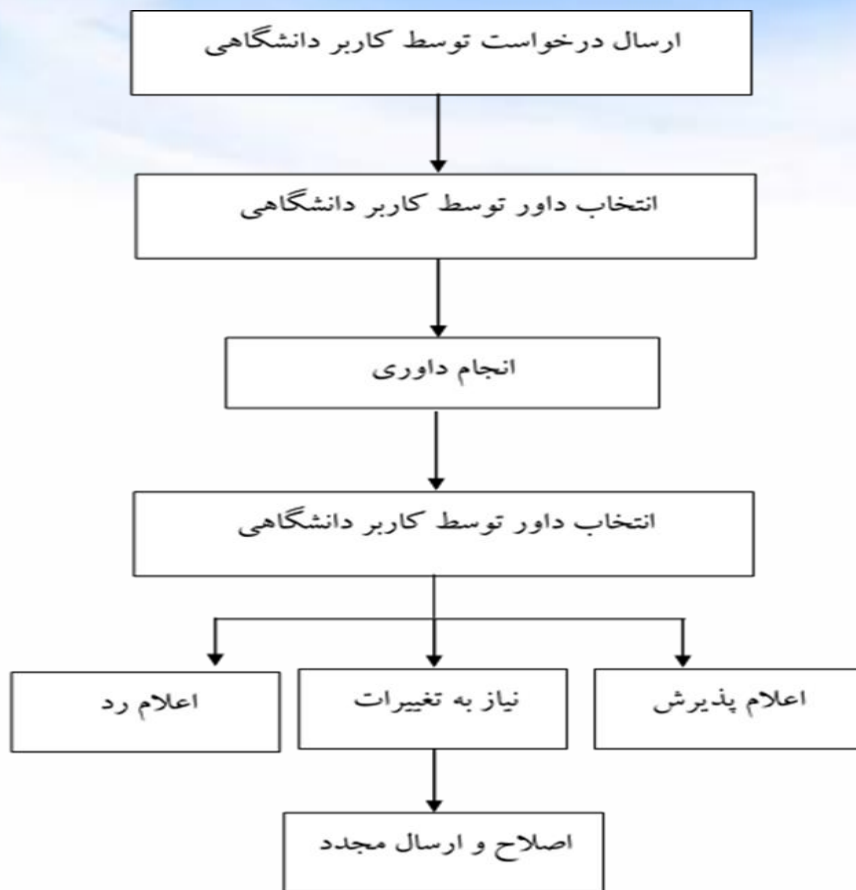 ارسال درخواست توسط کاربر دانشگاهی
انتخاب داور توسط کاربر دانشگاهی
انجام داوری
انتخاب داور توسط کاربر دانشگاهی
اعلام پذیرش
نیاز به تغییرات
اعلام رد
اصلاح و ارسال مجدد